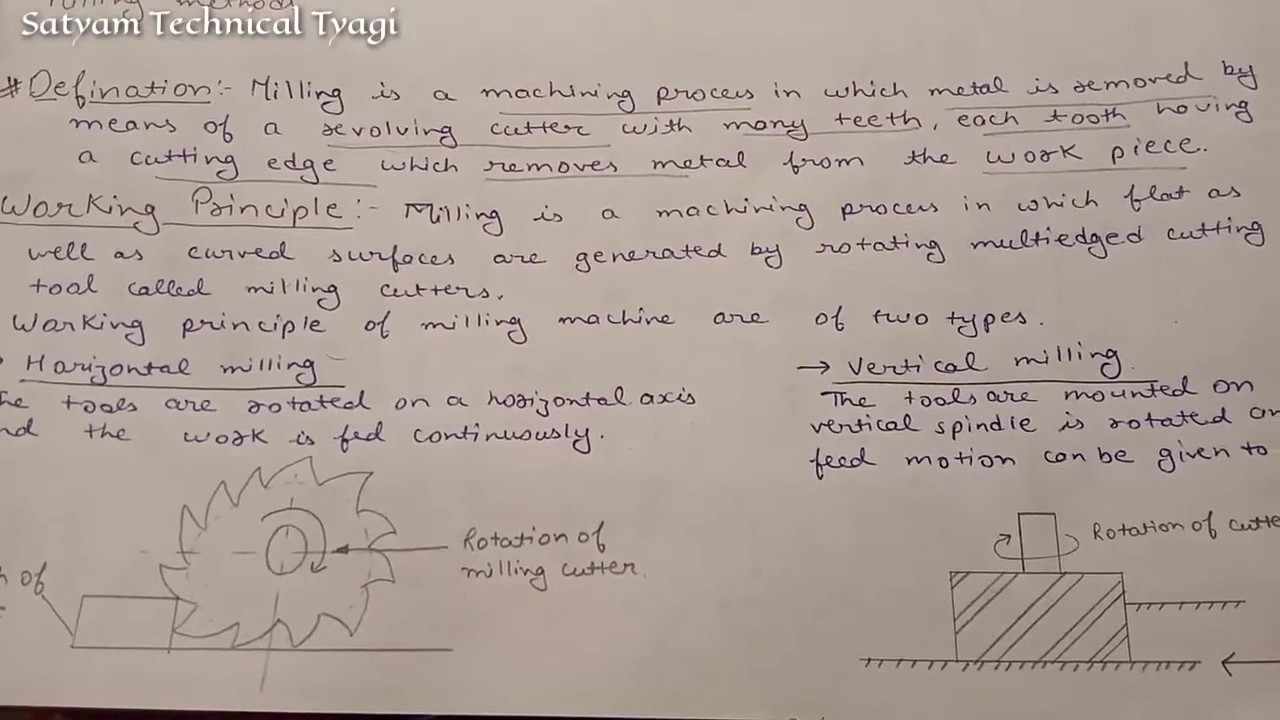 Satyam Technical Tyagi
# Defination:- Milling is a machining process in which metal is removed by
means of a revolving cutter with many teeth, each tooth having
a cutting edge which removes metal from the work piece..
Working Principle:- Milling is a machining process in which flat as
well as curved surfaces are generated by rotating multiedged cutting
tool called milling cutters.
Working principle of milling machine are of two types.
Horizontal milling
tools are rotated on a horizontal axis
the work is fed continuously.
→ Vertical milling
The tools are mounted on
vertical spindle is rotated
feed motion can be given to
Rotation of
milling cutter.
of
Rotation of